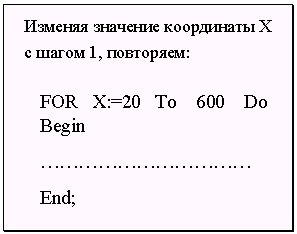 Изменяя значение координаты X
с шагом 1, повторяем:
FOR X:=20 To 600 Do
Begin
……………………………
End;